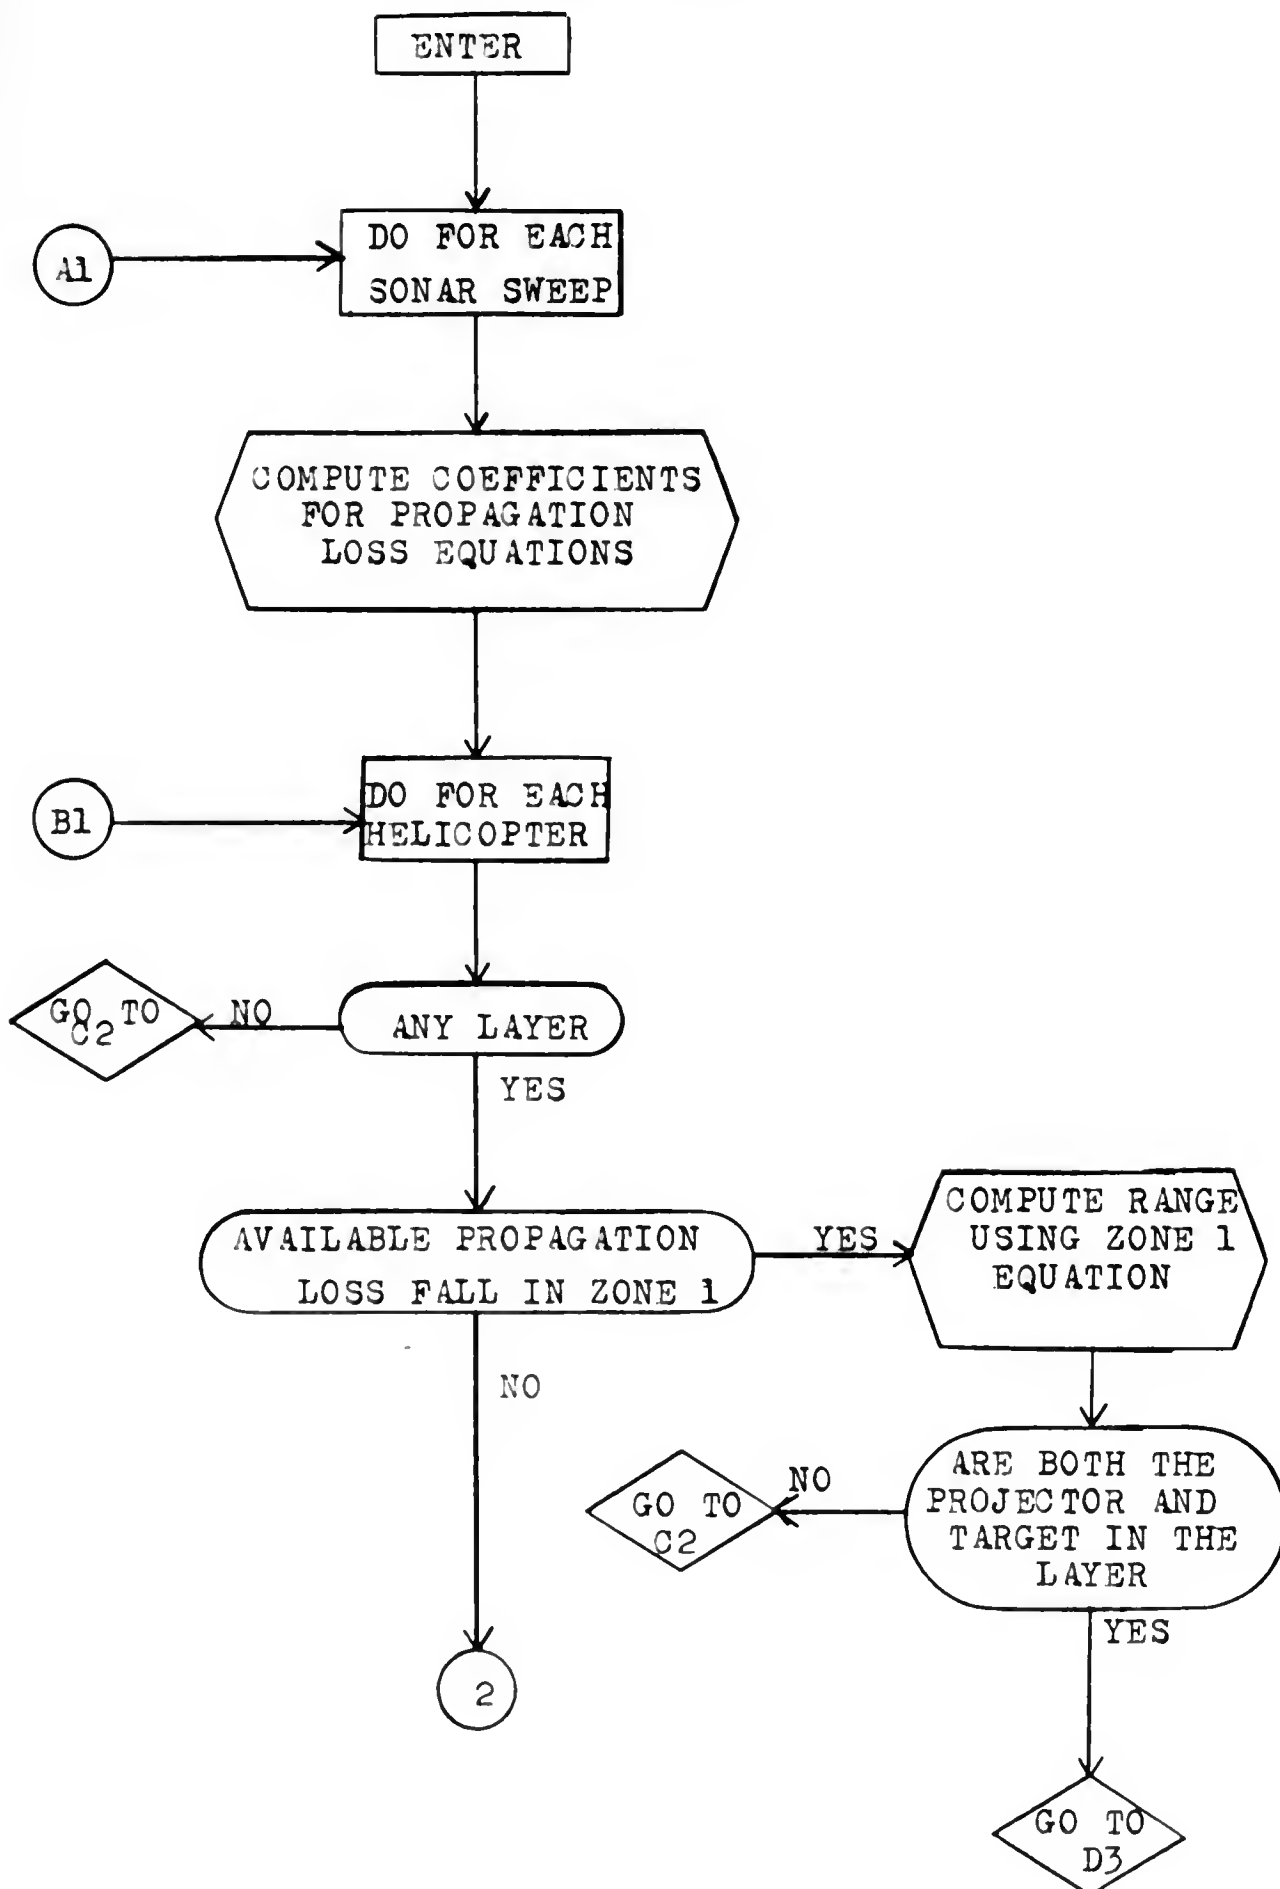 ENTER
A1
DO FOR EACH
SONAR SWEEP
COMPUTE COEFFICIENTS
FOR PROPAGATION
LOSS EQUATIONS
B1
DO FOR EACH
HELICOPTER
GO TO
C2
NO
ANY LAYER
YES
AVAILABLE PROPAGATION
LOSS FALL IN ZONE 1
YES
COMPUTE RANGE
USING ZONE 1
EQUATION
NO
GO TO
C2
NO
ARE BOTH THE
PROJECTOR AND
TARGET IN THE
LAYER
YES
2
GO TO
D3